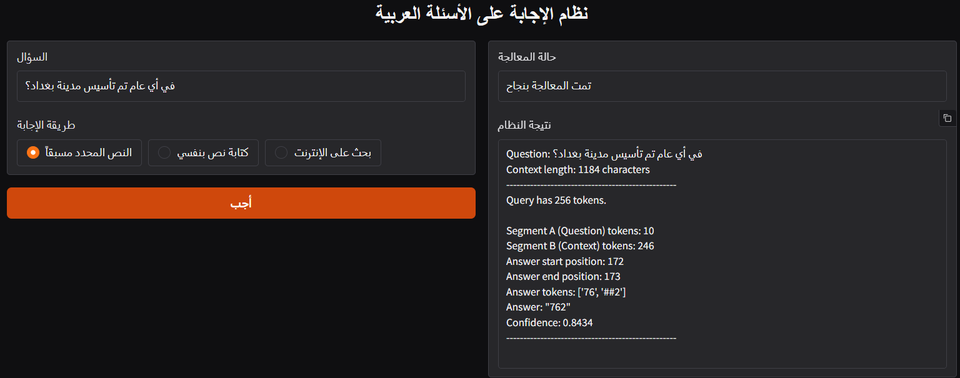 نظام الإجابة على الأسئلة العربية
السؤال
في أي عام تم تأسيس مدينة بغداد؟
طريقة الإجابة
النص المحدد مسبقاً
كتابة نص بنفسي
بحث على الإنترنت
أجب
حالة المعالجة
تمت المعالجة بنجاح
نتيجة النظام
Question: في أي عام تم تأسيس مدينة بغداد؟
Context length: 1184 characters
--------------------------------------------------
Query has 256 tokens.
Segment A (Question) tokens: 10
Segment B (Context) tokens: 246
Answer start position: 172
Answer end position: 173
Answer tokens: ['76', '##2']
Answer: "762"
Confidence: 0.8434
--------------------------------------------------